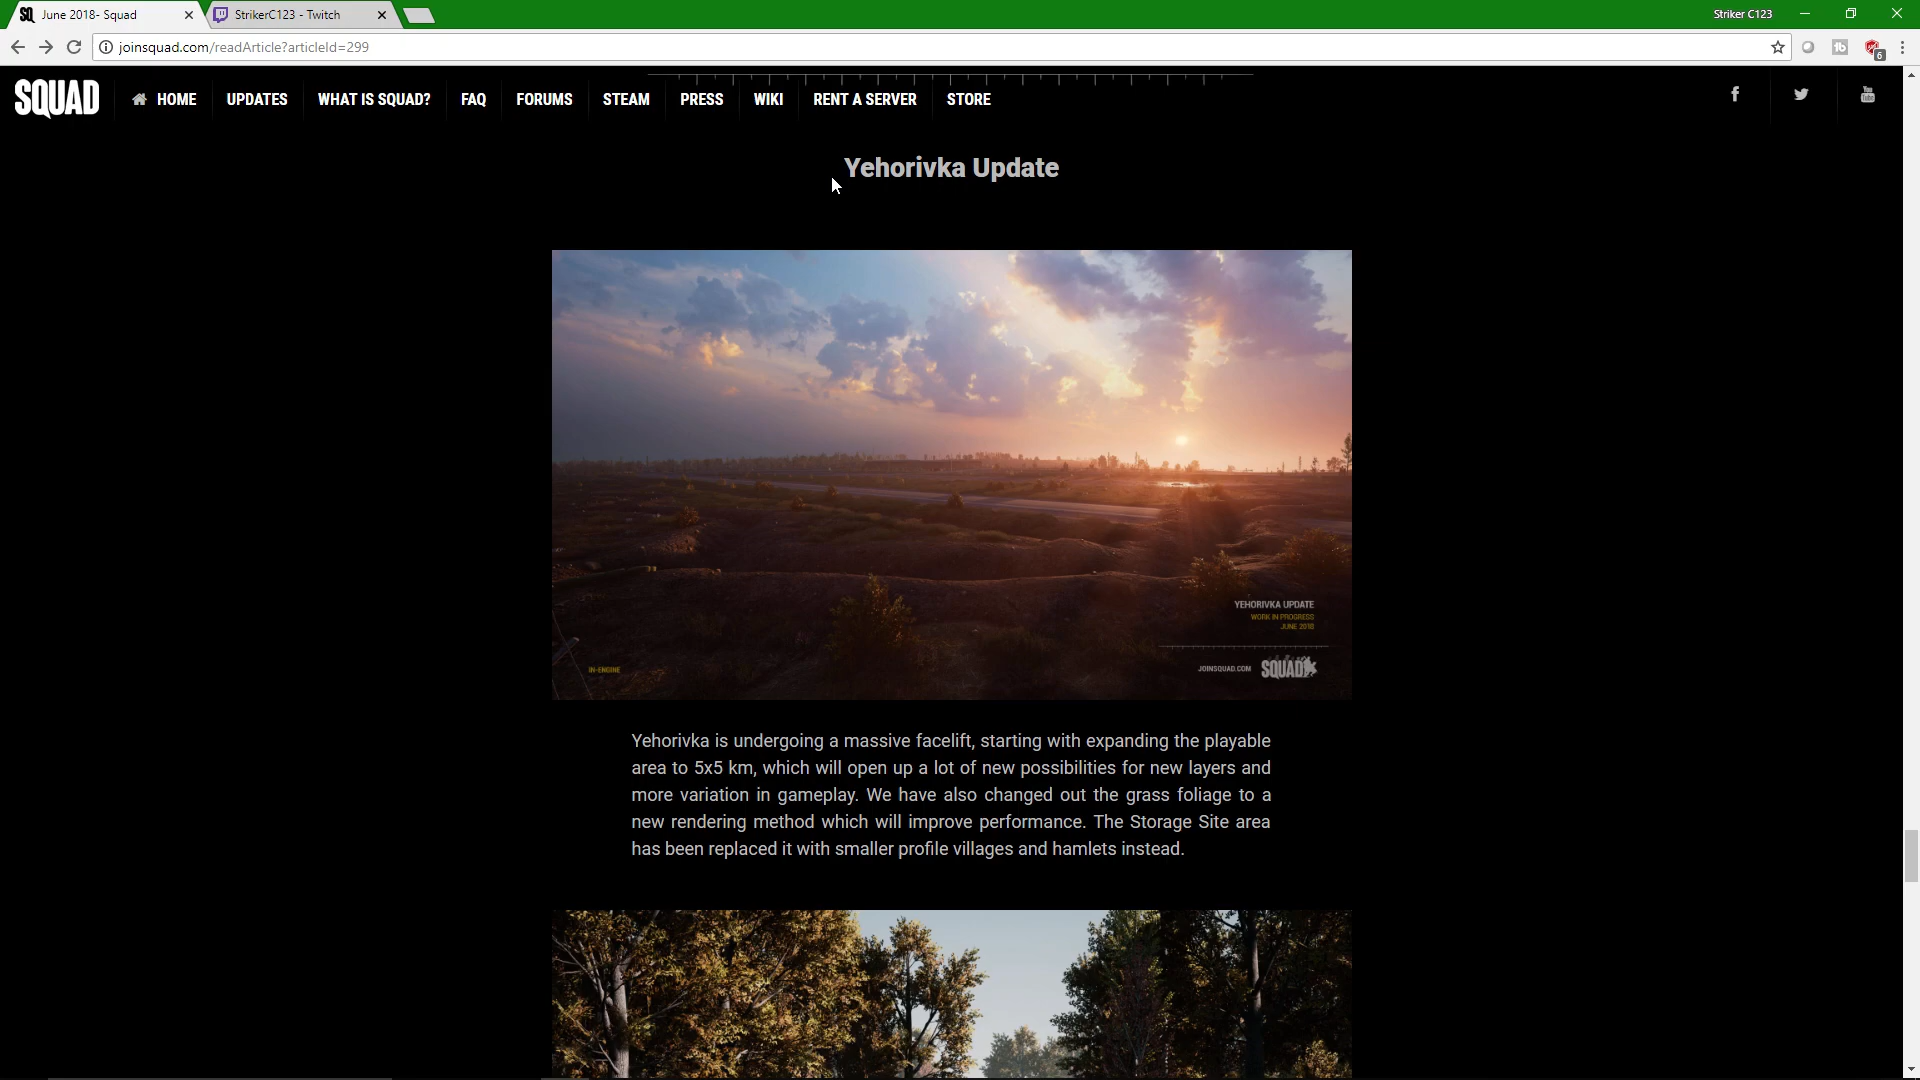 SQ June 2018- Squad
StrikerC123 - Twitch
Striker C123
joinsquad.com/readArticle?articleId=299
tb
6
SQUAD
HOME
UPDATES
WHAT IS SQUAD?
FAQ
FORUMS
STEAM
PRESS
WIKI
RENT A SERVER
STORE
You Tube
Yehorivka Update
YEHORIVKA UPDATE
WORK IN PROGRESS
JUNE 2018
IN-ENGINE
JOINSQUAD.COM SQUAD
Yehorivka is undergoing a massive facelift, starting with expanding the playable
area to 5x5 km, which will open up a lot of new possibilities for new layers and
more variation in gameplay. We have also changed out the grass foliage to a
new rendering method which will improve performance. The Storage Site area
has been replaced it with smaller profile villages and hamlets instead.